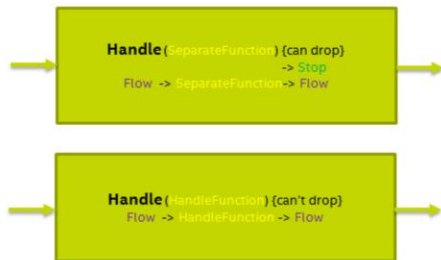 Handle (SeparateFunction) {can drop}
-> Stop
Flow -> SeparateFunction-> Flow
Handle (HandleFunction) {can't drop}
Flow -> HandleFunction -> Flow